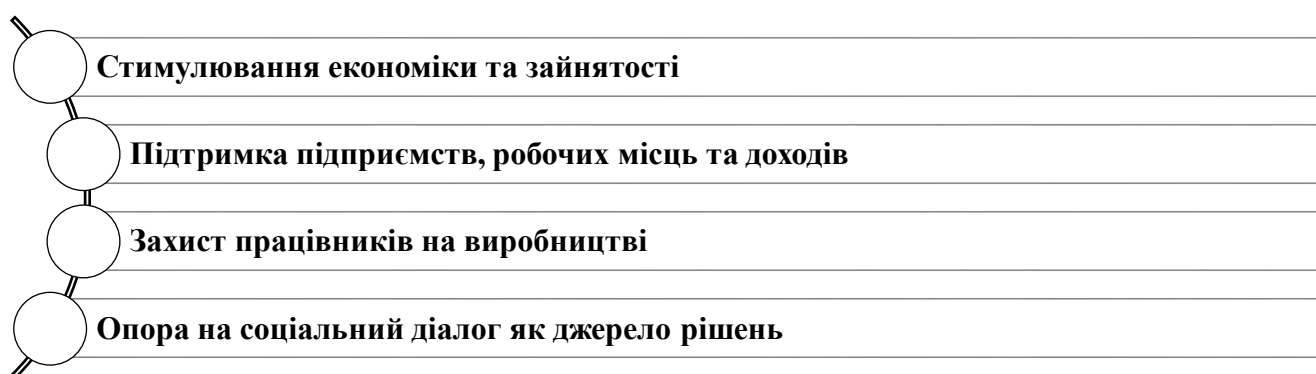 Стимулювання економіки та зайнятості
Підтримка підприємств, робочих місць та доходів
Захист працівників на виробництві
Опора на соціальний діалог як джерело рішень